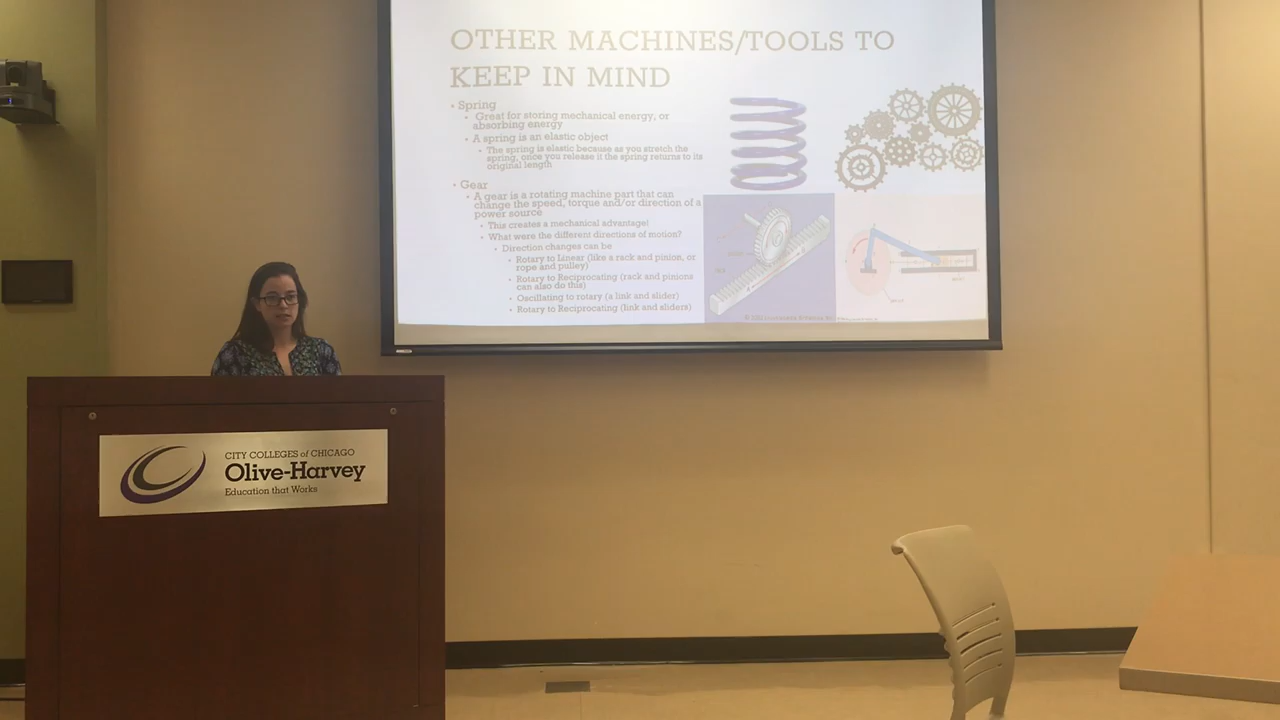 OTHER MACHINES/TOOLS TO
KEEP IN MIND
• Spring
• Great for storing mechanical energy, or
absorbing energy
• A spring is an elastic object
• The spring is elastic because as you stretch the
spring, once you release it the spring returns to its
original length
• Gear
• A gear is a rotating machine part that can
change the speed, torque and/or direction of a
power source
• This creates a mechanical advantage!
• What were the different directions of motion?
• Direction changes can be
• Rotary to Linear (like a rack and pinion, or
rope and pulley)
• Rotary to Reciprocating (rack and pinions
can also do this)
• Oscillating to rotary (a link and slider)
• Rotary to Reciprocating (link and sliders)
CITY COLLEGES of CHICAGO
Olive-Harvey
Education that Works